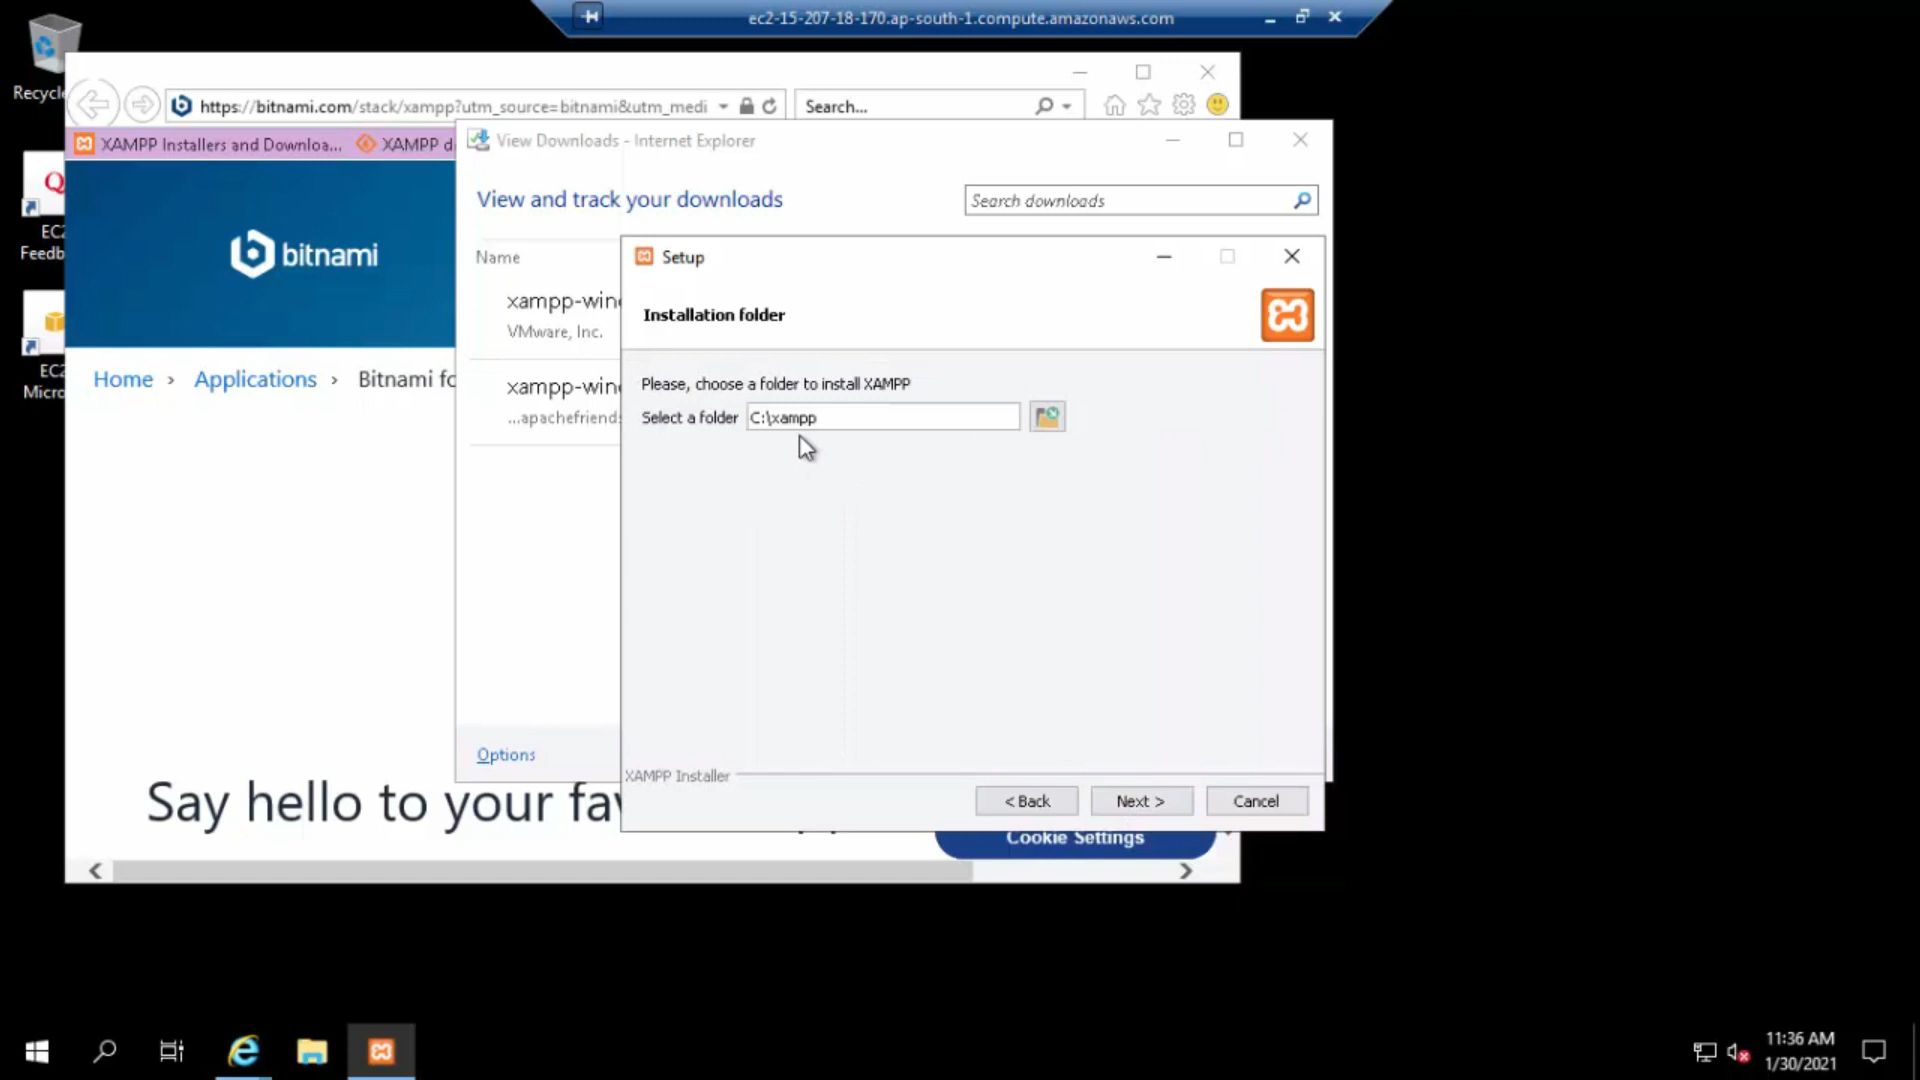 ec2-15-207-18-170.ap-south-1.compute.amazonaws.com
Recycle
https://bitnami.com/stack/xampp?utm_source=bitnami&utm_medi
Search...
XAMPP Installers and Downloa...
XAMPP d
View Downloads - Internet Explorer
View and track your downloads
Search downloads
EC2
Feedb
bitnami
Name
Setup
xampp-win
VMware, Inc.
Installation folder
EC2
Micro
Home › Applications › Bitnami fo
xampp-win
...apachefriends
Please, choose a folder to install XAMPP
Select a folder
C:\xampp
Options
XAMPP Installer
< Back
Next >
Cancel
Say hello to your fav
Cookie Settings
11:36 AM
1/30/2021